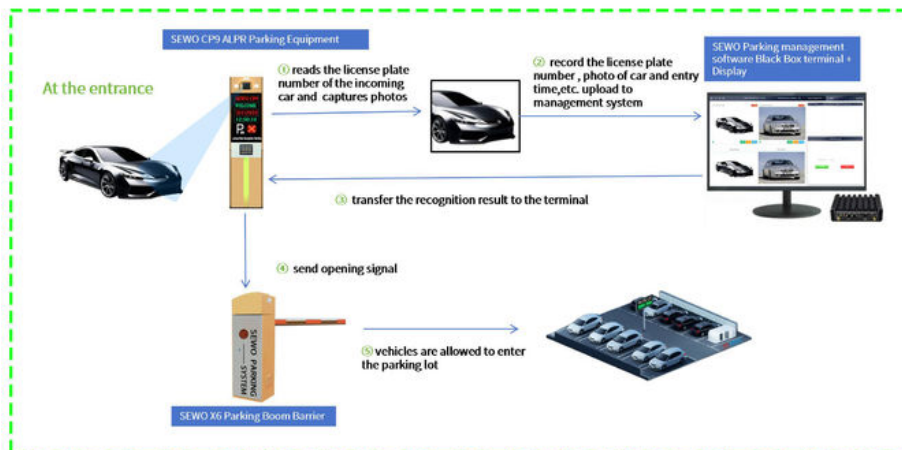 SEWO CP9 ALPR Parking Equipment
At the entrance
① reads the license plate
number of the incoming
car and captures photos
② record the license plate
number , photo of car and entry
time,etc. upload to
management system
SEWO Parking management
software Black Box terminal +
Display
③ transfer the recognition result to the terminal
④ send opening signal
SEWO PARKING
SYSTEM
⑤ vehicles are allowed to enter
the parking lot
SEWO X6 Parking Boom Barrier